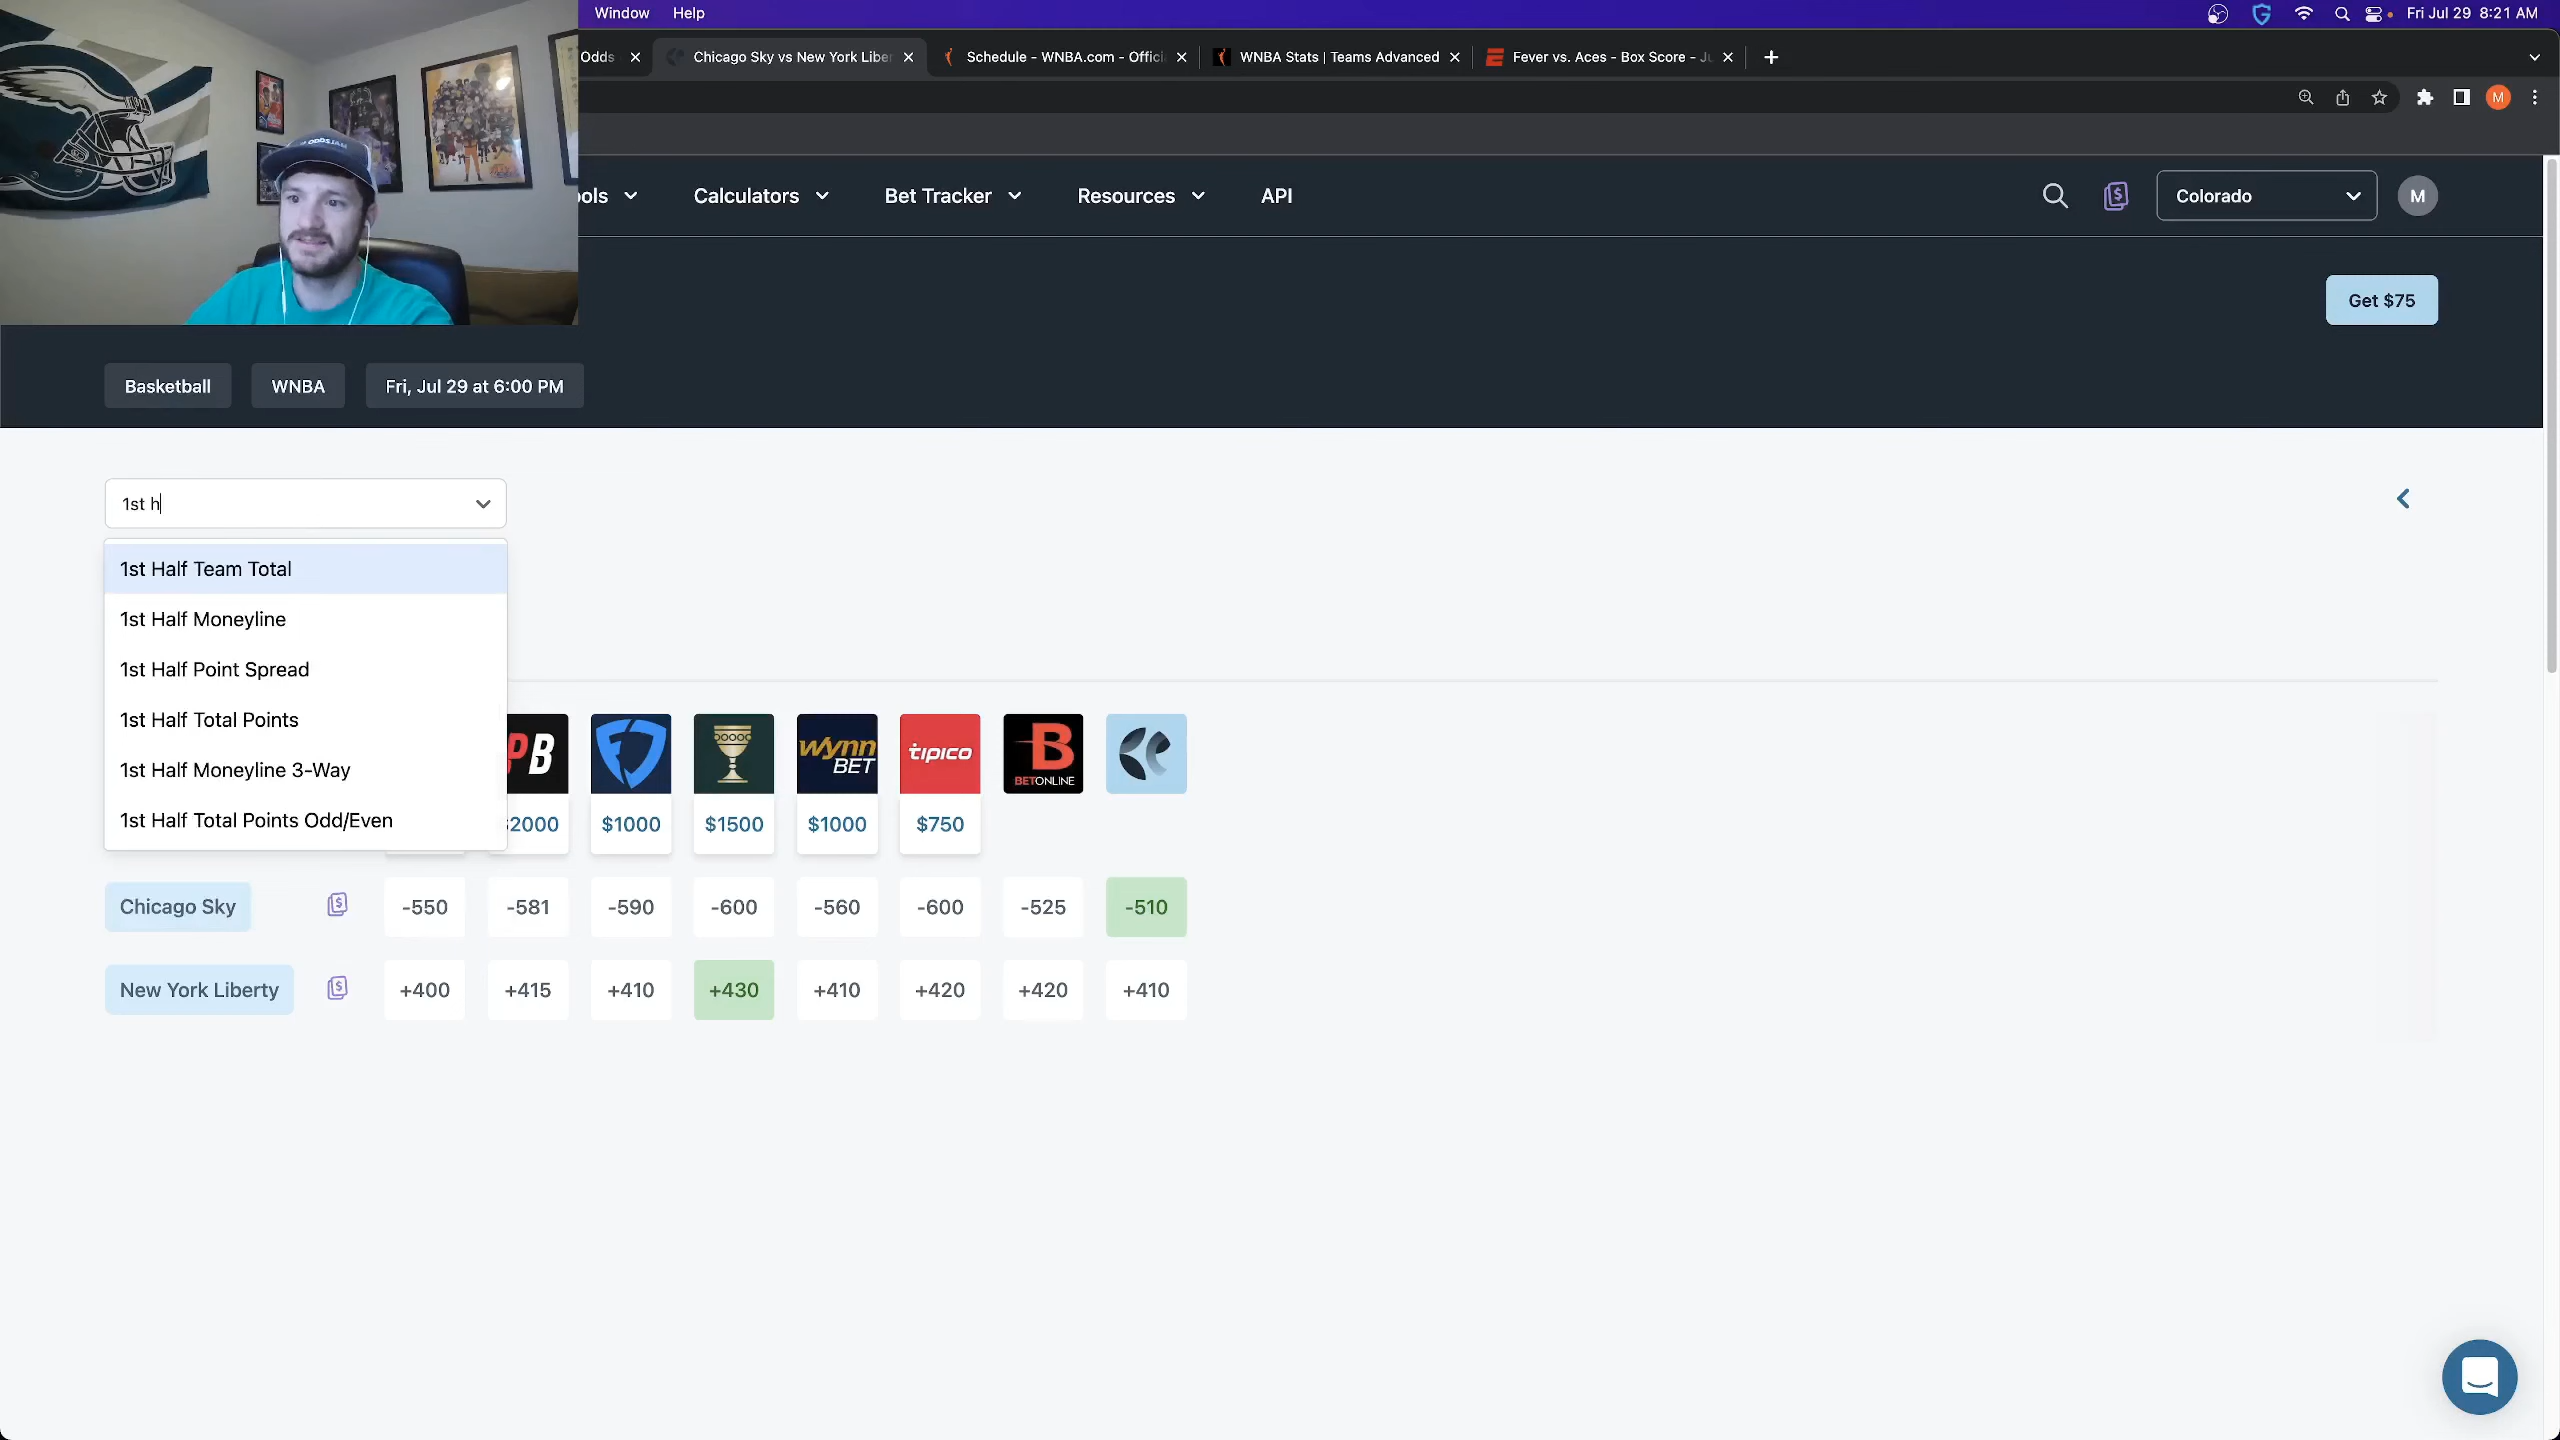 Window Help
Fri Jul 29 8:21 AM
Odds
Chicago Sky vs New York Liber
Schedule - WNBA.com - Offici
WNBA Stats | Teams Advanced
Fever vs. Aces - Box Score - Ju
M
ODDSJAM
ools
Calculators
Bet Tracker
Resources
API
Colorado
M
Get $75
Basketball
WNBA
Fri, Jul 29 at 6:00 PM
1st h
1st Half Team Total
1st Half Moneyline
1st Half Point Spread
1st Half Total Points
1st Half Moneyline 3-Way
1st Half Total Points Odd/Even
PB
Wynn
BET
tipico
B
BETONLINE
$2000 $1000 $1500 $1000 $750
Chicago Sky -550 -581 -590 -600 -560 -600 -525 -510
New York Liberty +400 +415 +410 +430 +410 +420 +420 +410